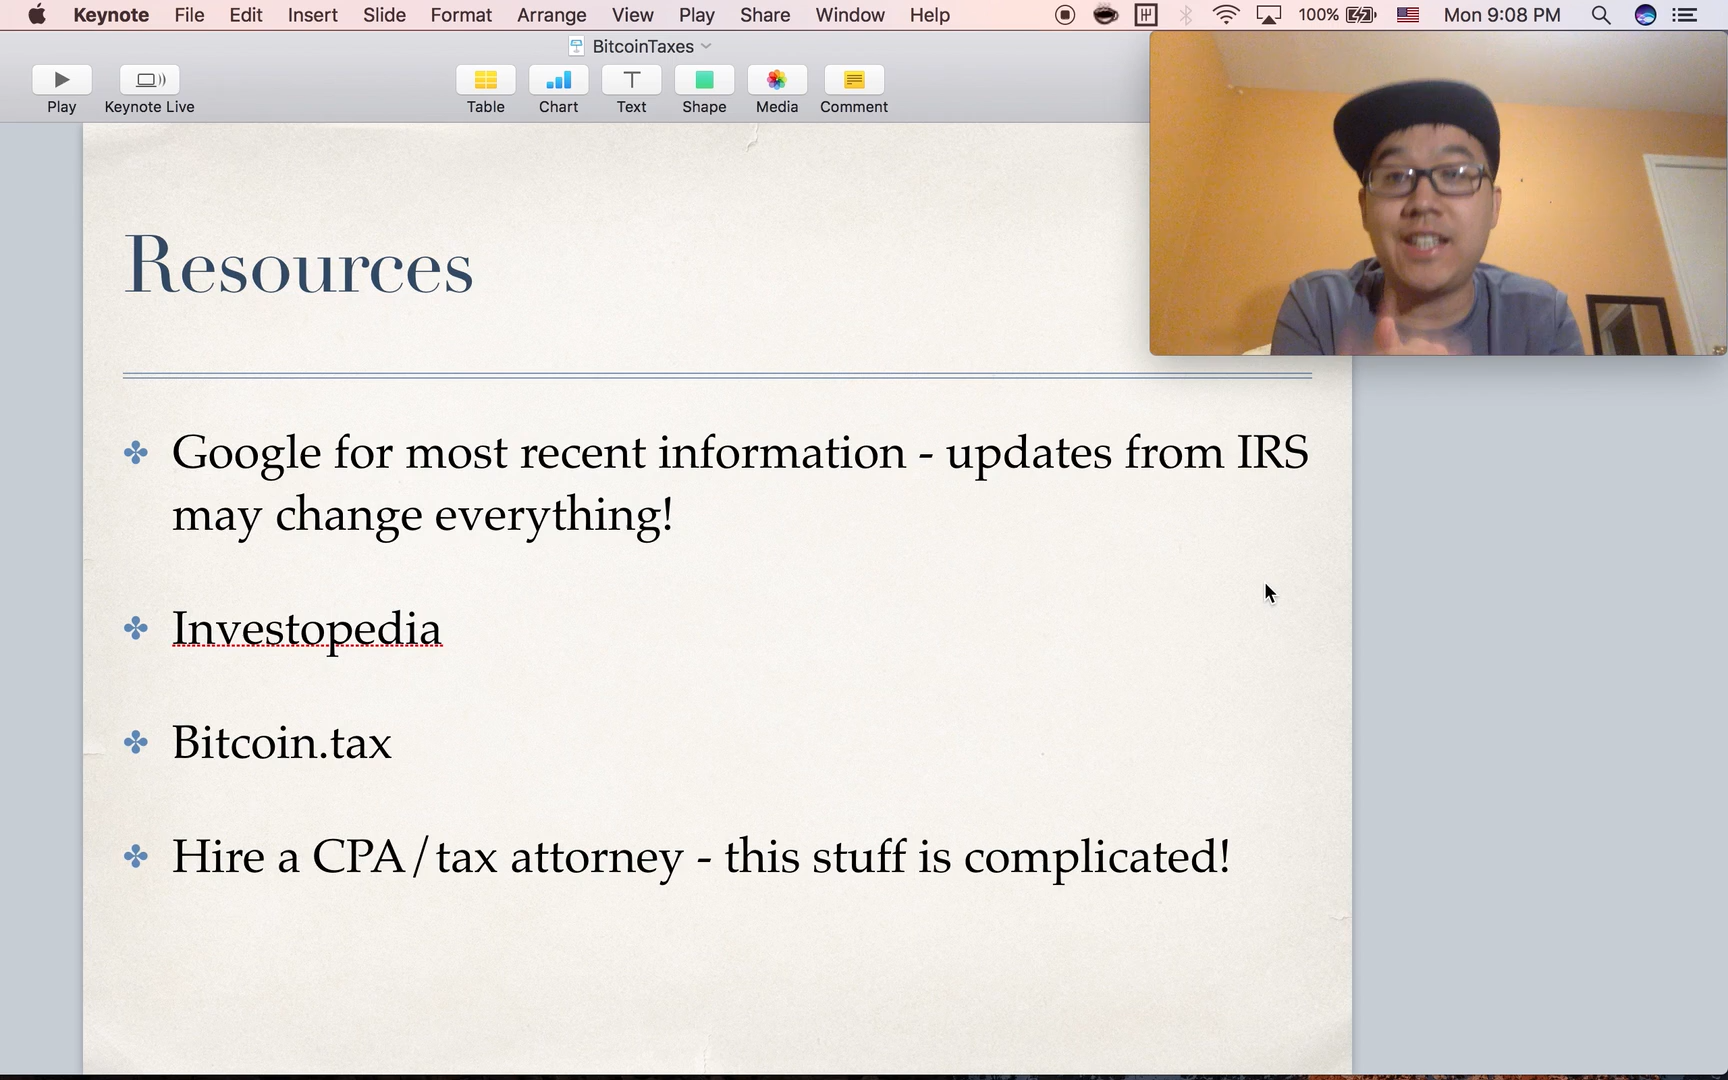 Keynote File Edit Insert Slide Format Arrange View Play Share Window Help 100% Mon 9:08 PM
BitcoinTaxes
Play Keynote Live Table Chart Text Shape Media Comment
Resources
Google for most recent information - updates from IRS
may change everything!
Investopedia
Bitcoin.tax
Hire a CPA/tax attorney - this stuff is complicated!